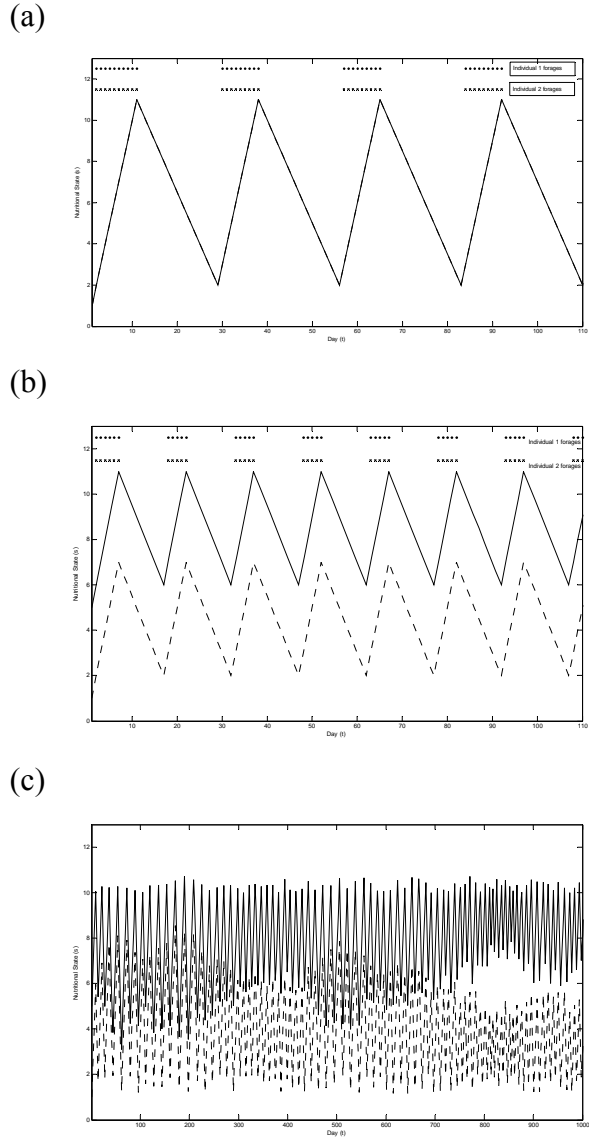 (a)
Individual 1 forages
Individual 2 forages
12
10
8
6
4
2
0
Nutritional State (s)
10 20 30 40 50 60 70 80 90 100 110
Day (t)
(b)
Individual 1 forages
Individual 2 forages
12
10
8
6
4
2
0
Nutritional State (s)
10 20 30 40 50 60 70 80 90 100 110
Day (t)
(c)
12
10
8
6
4
2
0
Nutritional State (s)
100 200 300 400 500 600 700 800 900 1000
Day (t)